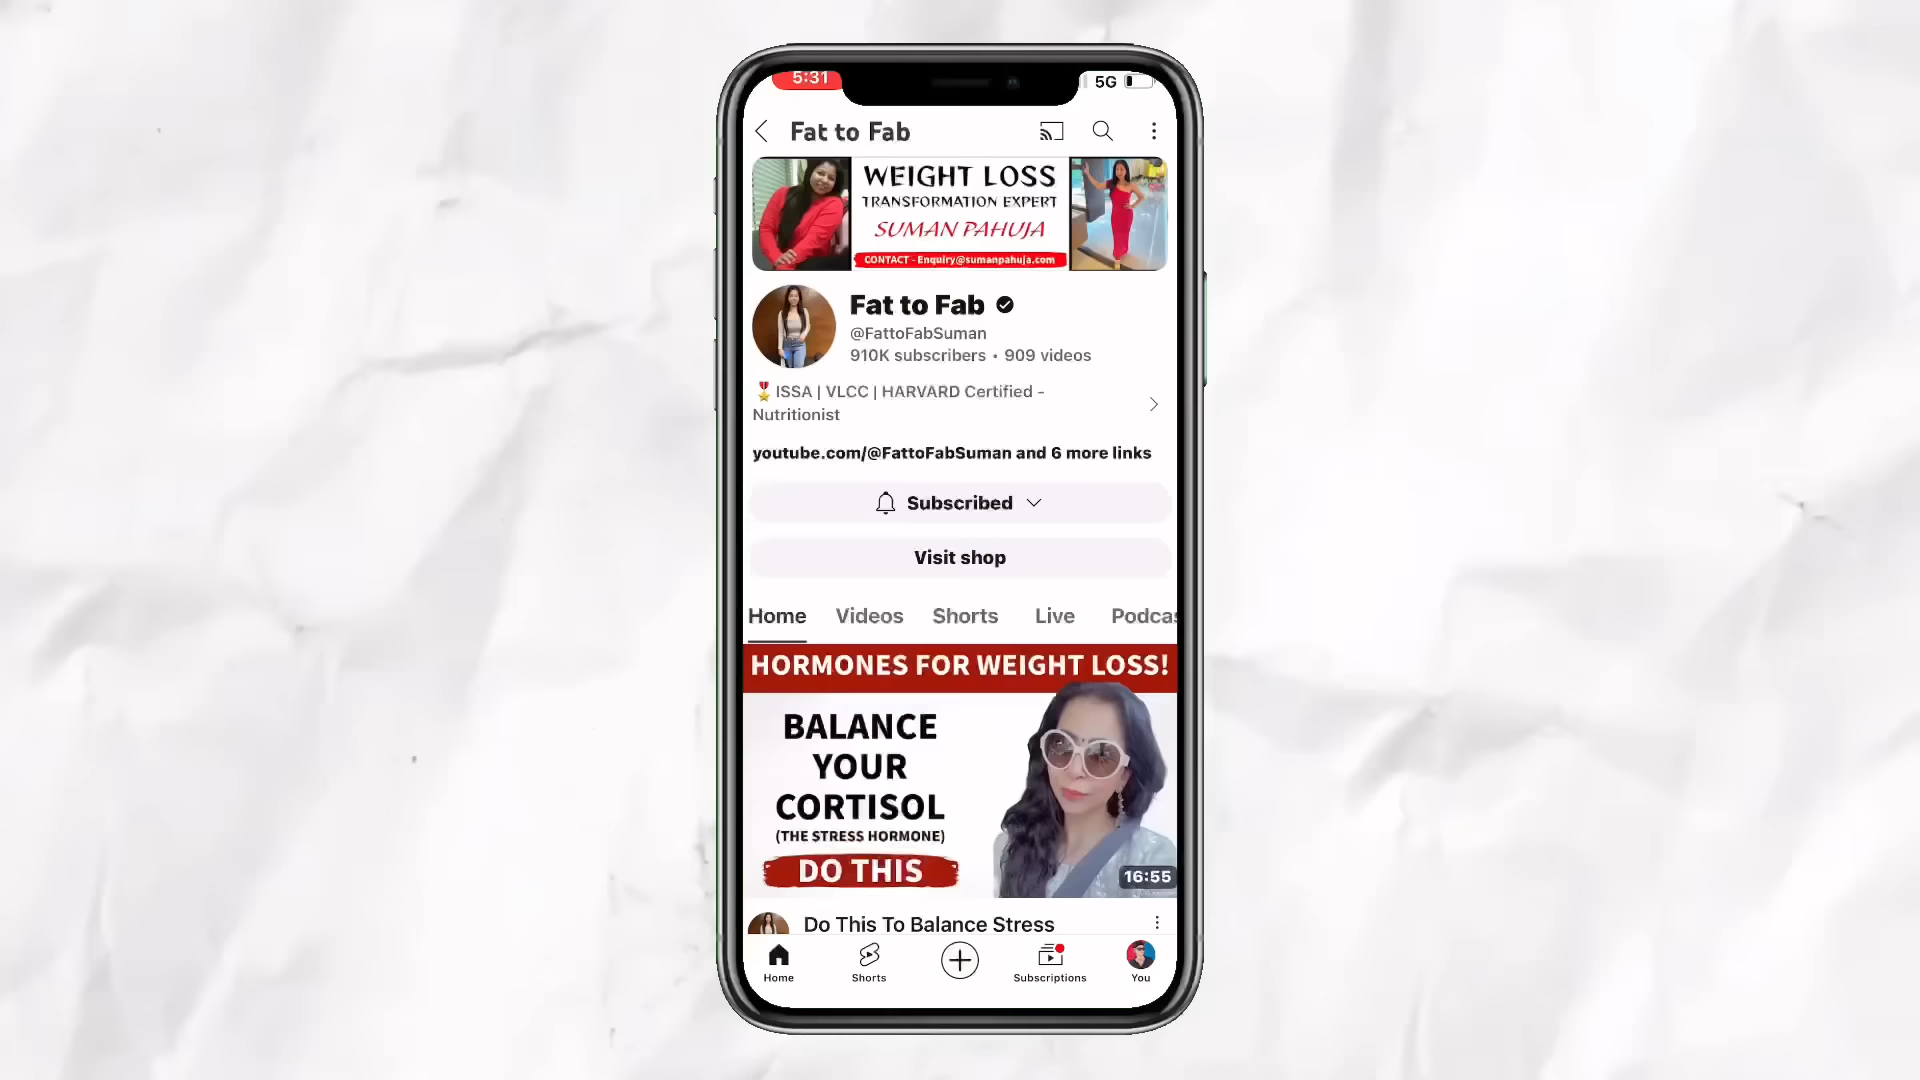 5:31
5G
Fat to Fab
WEIGHT LOSS
TRANSFORMATION EXPERT
SUMAN PAHUJA
CONTACT - Enquiry@sumanpahuja.com
Fat to Fab
@FattoFabSuman
910K subscribers • 909 videos
🎖️ISSA | VLCC | HARVARD Certified -
Nutritionist
youtube.com/@FattoFabSuman and 6 more links
Subscribed
Visit shop
Home Videos Shorts Live Podcas
HORMONES FOR WEIGHT LOSS!
BALANCE
YOUR
CORTISOL
(THE STRESS HORMONE)
DO THIS
16:55
Do This To Balance Stress
Home Shorts Subscriptions You